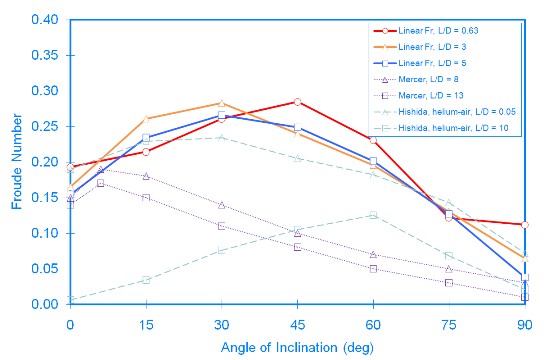 0.40
0.35
0.30
0.25
0.20
0.15
0.10
0.05
0.00
Froude Number
Linear Fr, L/D = 0.63
Linear Fr, L/D = 3
Linear Fr, L/D = 5
Mercer, L/D = 8
Mercer, L/D = 13
Hishida, helium-air, L/D = 0.05
Hishida, helium-air, L/D = 10
0 15 30 45 60 75 90
Angle of Inclination (deg)